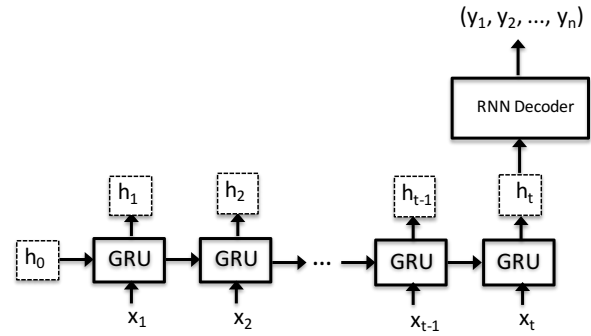 (y₁, y₂, ..., yₙ)
RNN Decoder
h₁
h₂
hₜ₋₁
hₜ
h₀
GRU
GRU
...
GRU
GRU
x₁
x₂
xₜ₋₁
xₜ